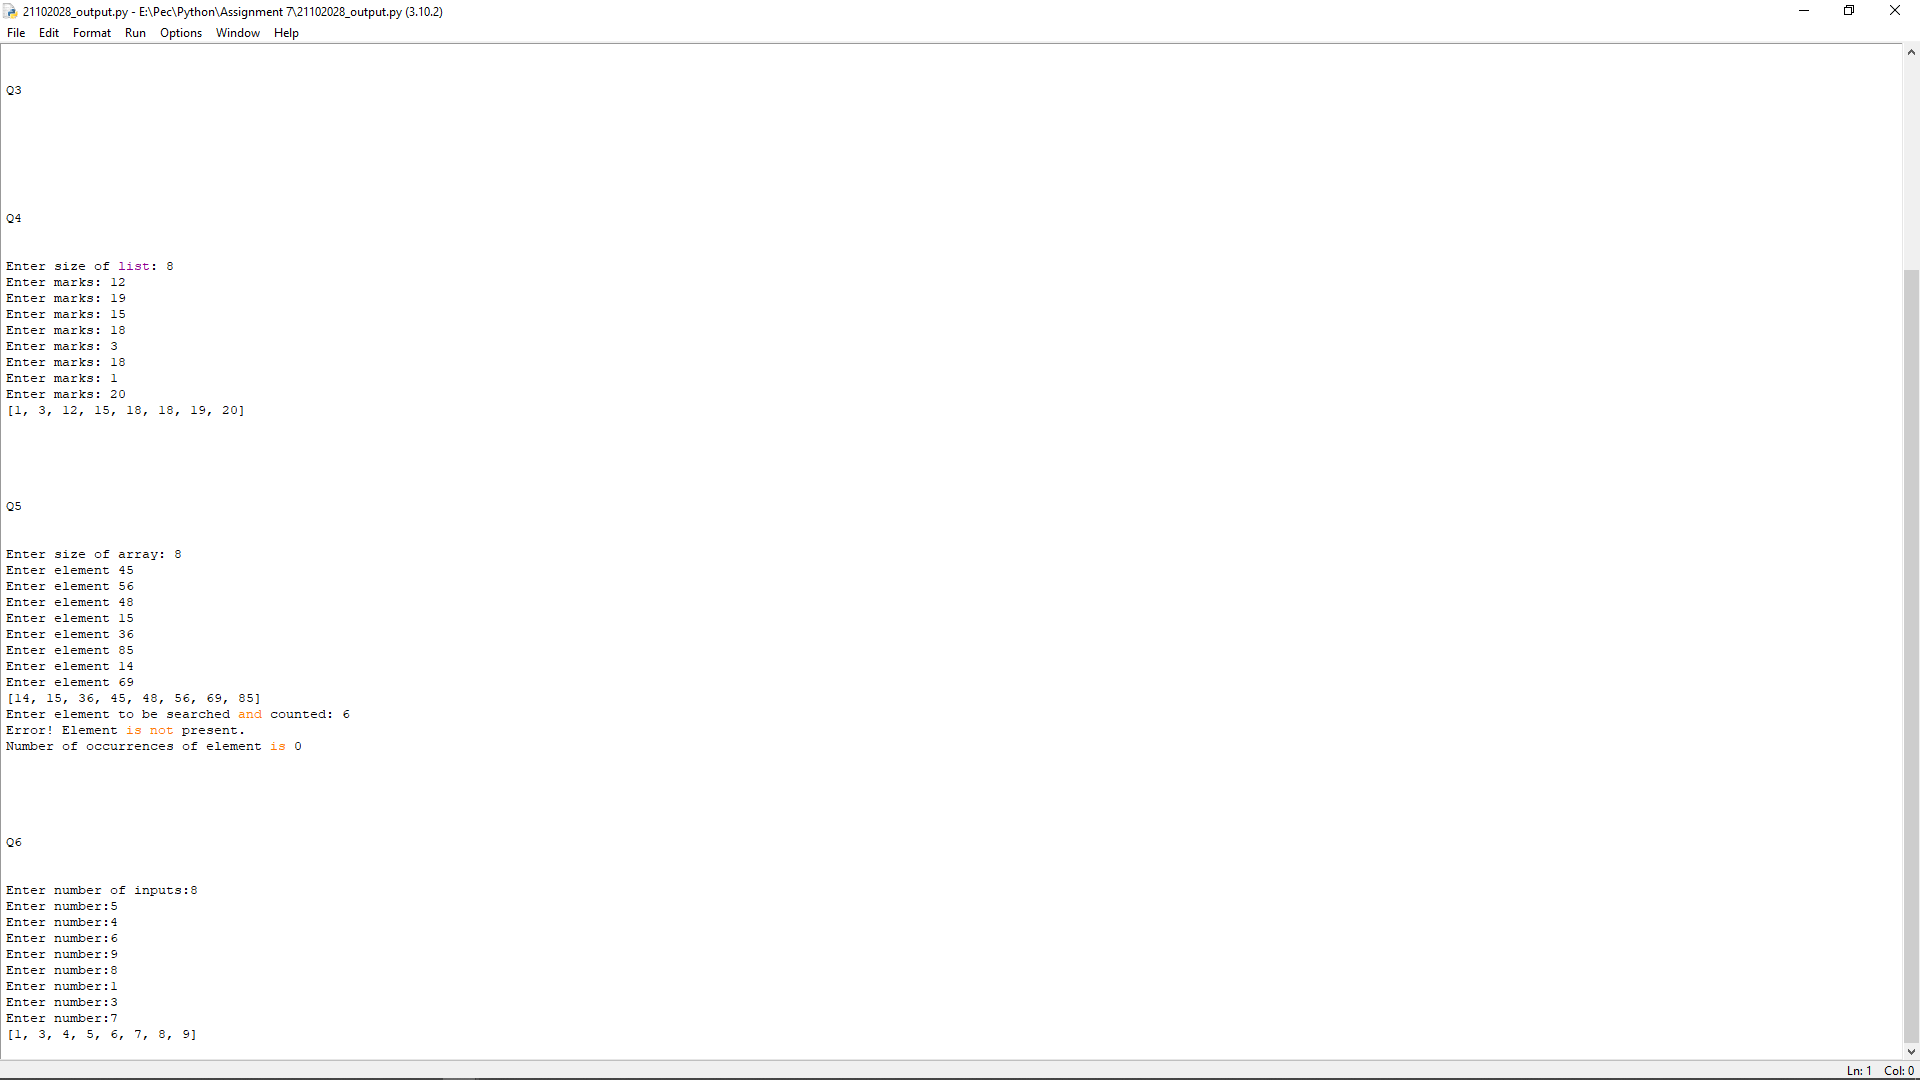 21102028_output.py - E:\Pec\Python\Assignment 7\21102028_output.py (3.10.2)
File Edit Format Run Options Window Help
Q3
Q4
Enter size of list: 8
Enter marks: 12
Enter marks: 19
Enter marks: 15
Enter marks: 18
Enter marks: 3
Enter marks: 18
Enter marks: 1
Enter marks: 20
[1, 3, 12, 15, 18, 18, 19, 20]
Q5
Enter size of array: 8
Enter element 45
Enter element 56
Enter element 48
Enter element 15
Enter element 36
Enter element 85
Enter element 14
Enter element 69
[14, 15, 36, 45, 48, 56, 69, 85]
Enter element to be searched and counted: 6
Error! Element is not present.
Number of occurrences of element is 0
Q6
Enter number of inputs:8
Enter number:5
Enter number:4
Enter number:6
Enter number:9
Enter number:8
Enter number:1
Enter number:3
Enter number:7
[1, 3, 4, 5, 6, 7, 8, 9]
Ln: 1 Col: 0